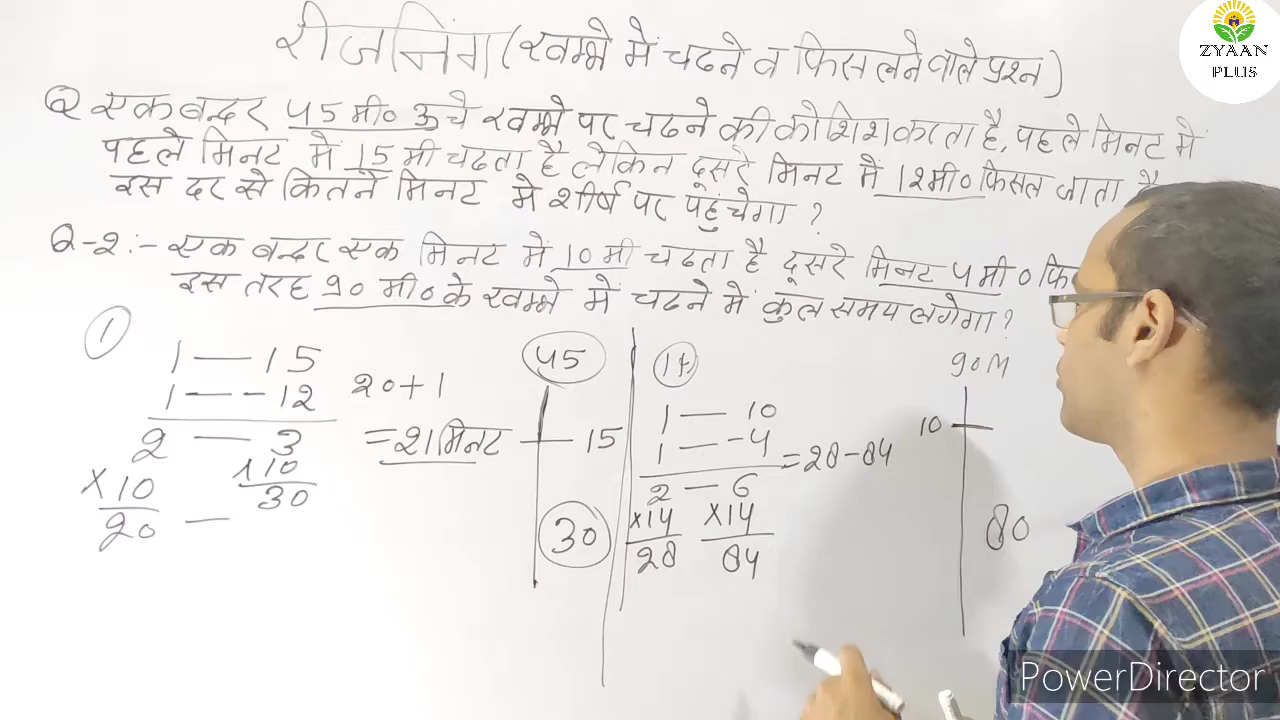 रीजनिंग (खम्भे में चढने व फिसलने वाले प्रश्न)
ZYAAN
PLUS
Q एक बन्दर 45 मी० ऊचे खम्भे पर चढने की कोशिश करता है, पहले मिनट में
पहले मिनट में 15 मी चढता है लेकिन दूसरे मिनट में 12मी० फिसल जाता
इस दर से कितने मिनट मे शीर्ष पर पहुंचेगा ?
Q-2:- एक बन्दर एक मिनट में 10 मी चढता है दूसरे मिनट 4 मी०
इस तरह 90 मी० के खम्भे में चढने में कुल समय लगेगा ?
1
1 — 15
1 — -12
2 — 3
×10 ×10
20 — 30
20+1
= 21 मिनट
45
15
30
1 — 10
1 — -4
2 — 6
×14 ×14
28 84
= 28-84
90M
10
80
PowerDirector